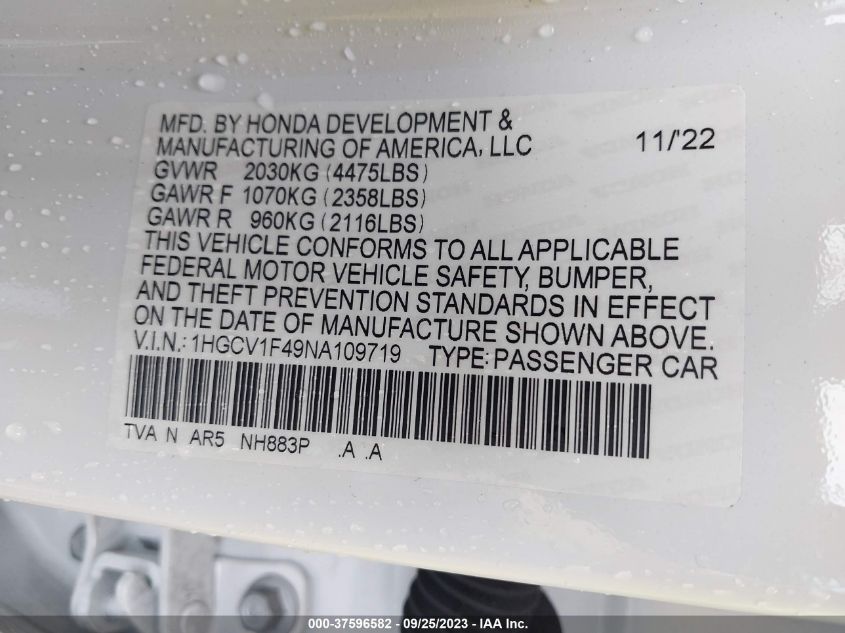 MFD. BY HONDA DEVELOPMENT &
MANUFACTURING OF AMERICA, LLC 11/'22
GVWR 2030KG (4475LBS)
GAWR F 1070KG (2358LBS)
GAWR R 960KG (2116LBS)
THIS VEHICLE CONFORMS TO ALL APPLICABLE
FEDERAL MOTOR VEHICLE SAFETY, BUMPER,
AND THEFT PREVENTION STANDARDS IN EFFECT
ON THE DATE OF MANUFACTURE SHOWN ABOVE.
V.I.N.: 1HGCV1F49NA109719 TYPE: PASSENGER CAR
TVA N AR5 NH883P .A .A
000-37596582 / 09/25/2023 / IAA Inc.